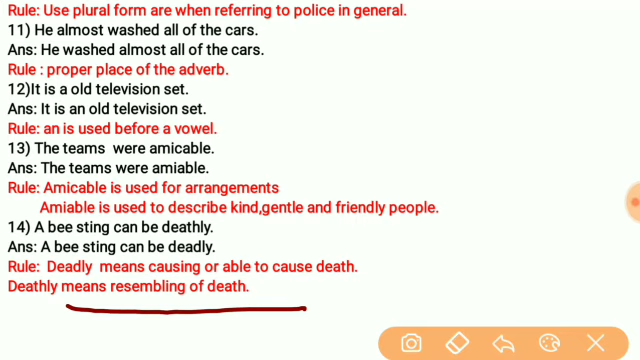 Rule: Use plural form are when referring to police in general.
11) He almost washed all of the cars.
Ans: He washed almost all of the cars.
Rule : proper place of the adverb.
12)It is a old television set.
Ans: It is an old television set.
Rule: an is used before a vowel.
13) The teams  were amicable.
Ans: The teams were amiable.
Rule: Amicable is used for arrangements
Amiable is used to describe kind,gentle and friendly people.
14) A bee sting can be deathly.
Ans: A bee sting can be deadly.
Rule:  Deadly  means causing or able to cause death.
Deathly means resembling of death.